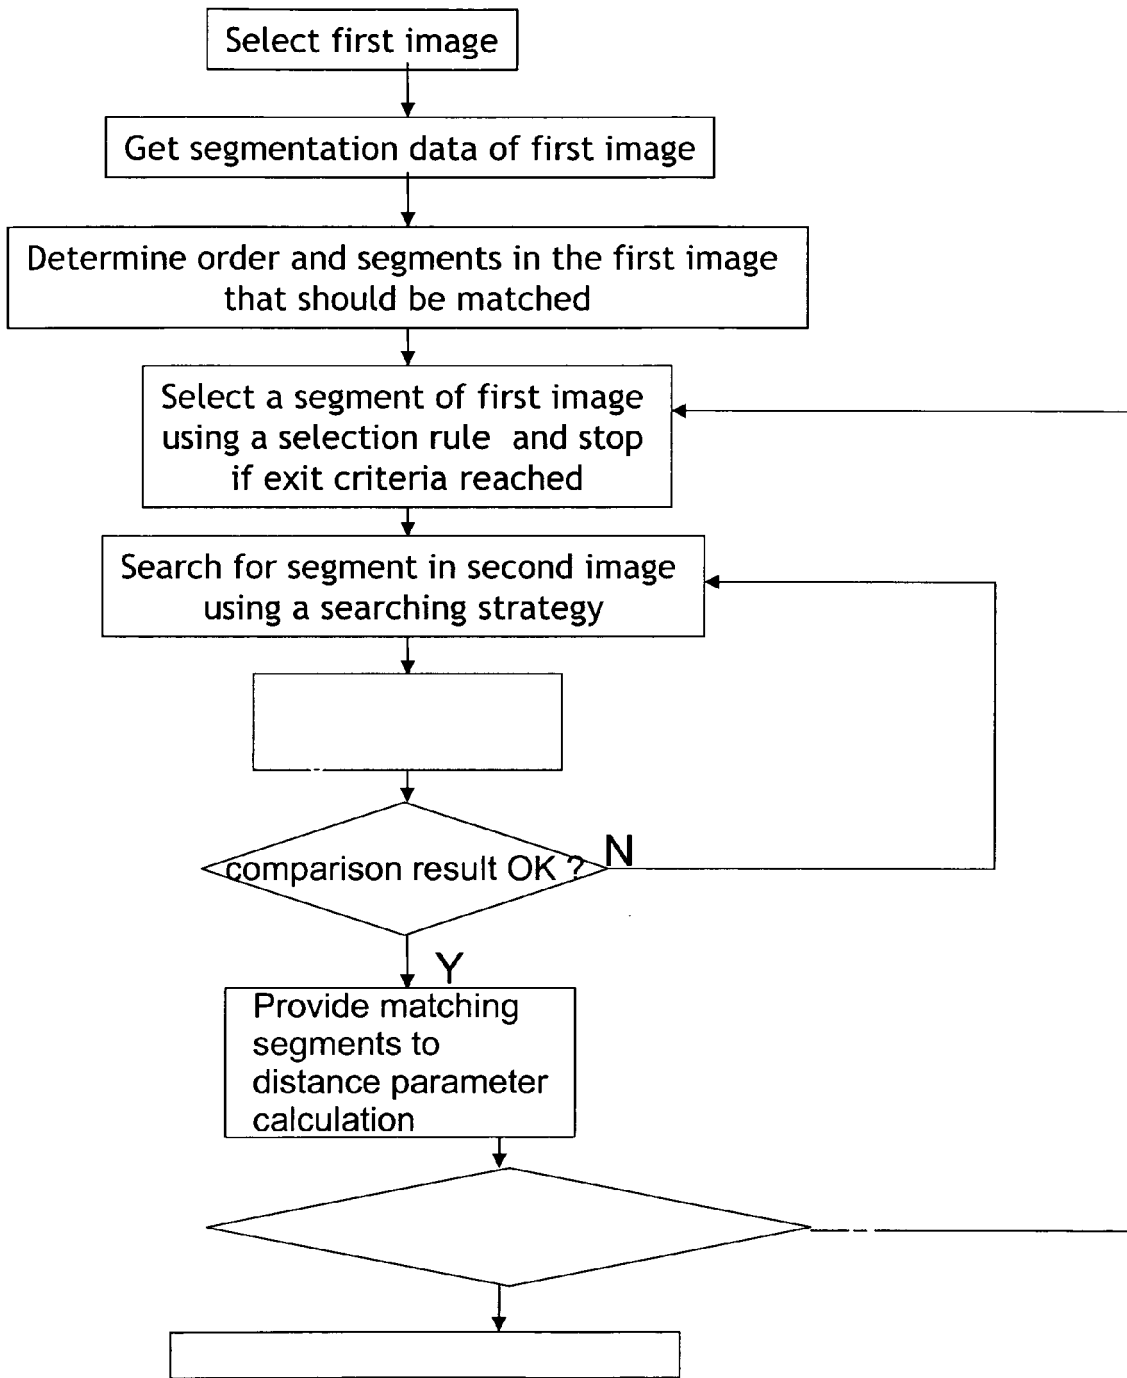 Select first image
Get segmentation data of first image
Determine order and segments in the first image
that should be matched
Select a segment of first image
using a selection rule and stop
if exit criteria reached
Search for segment in second image
using a searching strategy
comparison result OK ?
N
Y
Provide matching
segments to
distance parameter
calculation